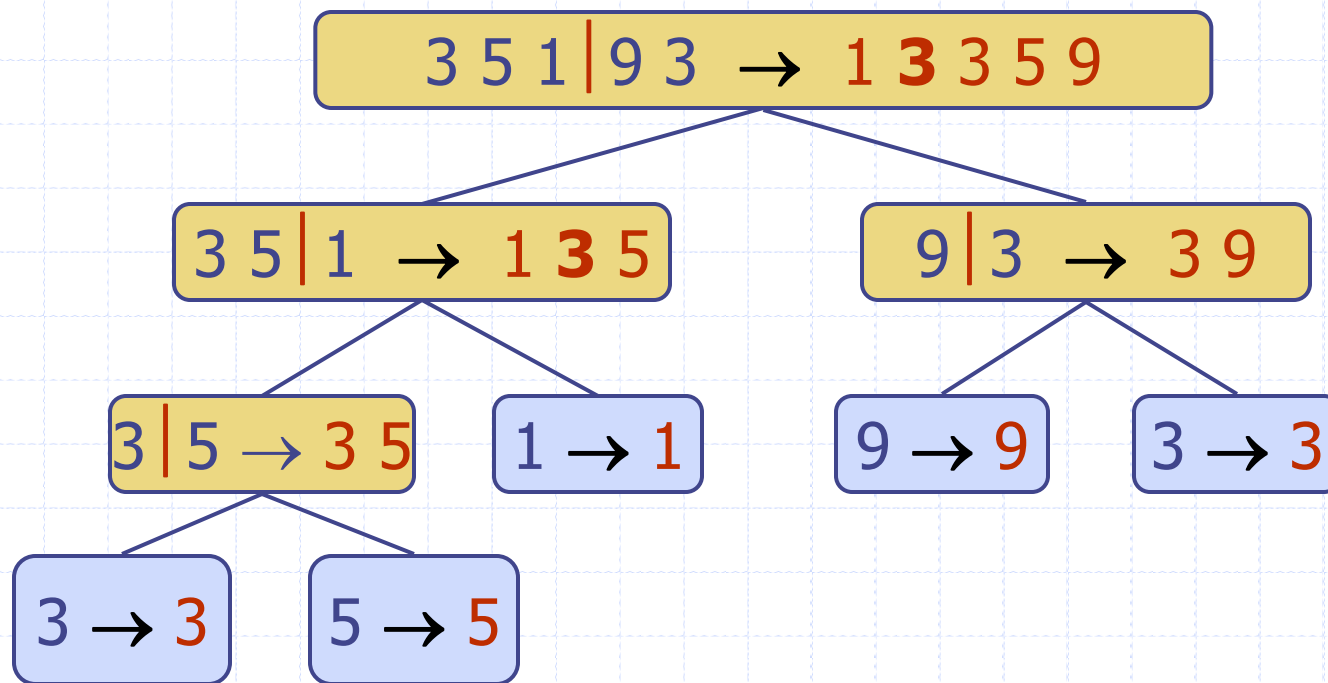 3 5 1|9 3 → 1 3 3 5 9
3 5|1 → 1 3 5
9|3 → 3 9
3|5 → 3 5
1 → 1
9 → 9
3 → 3
3 → 3
5 → 5